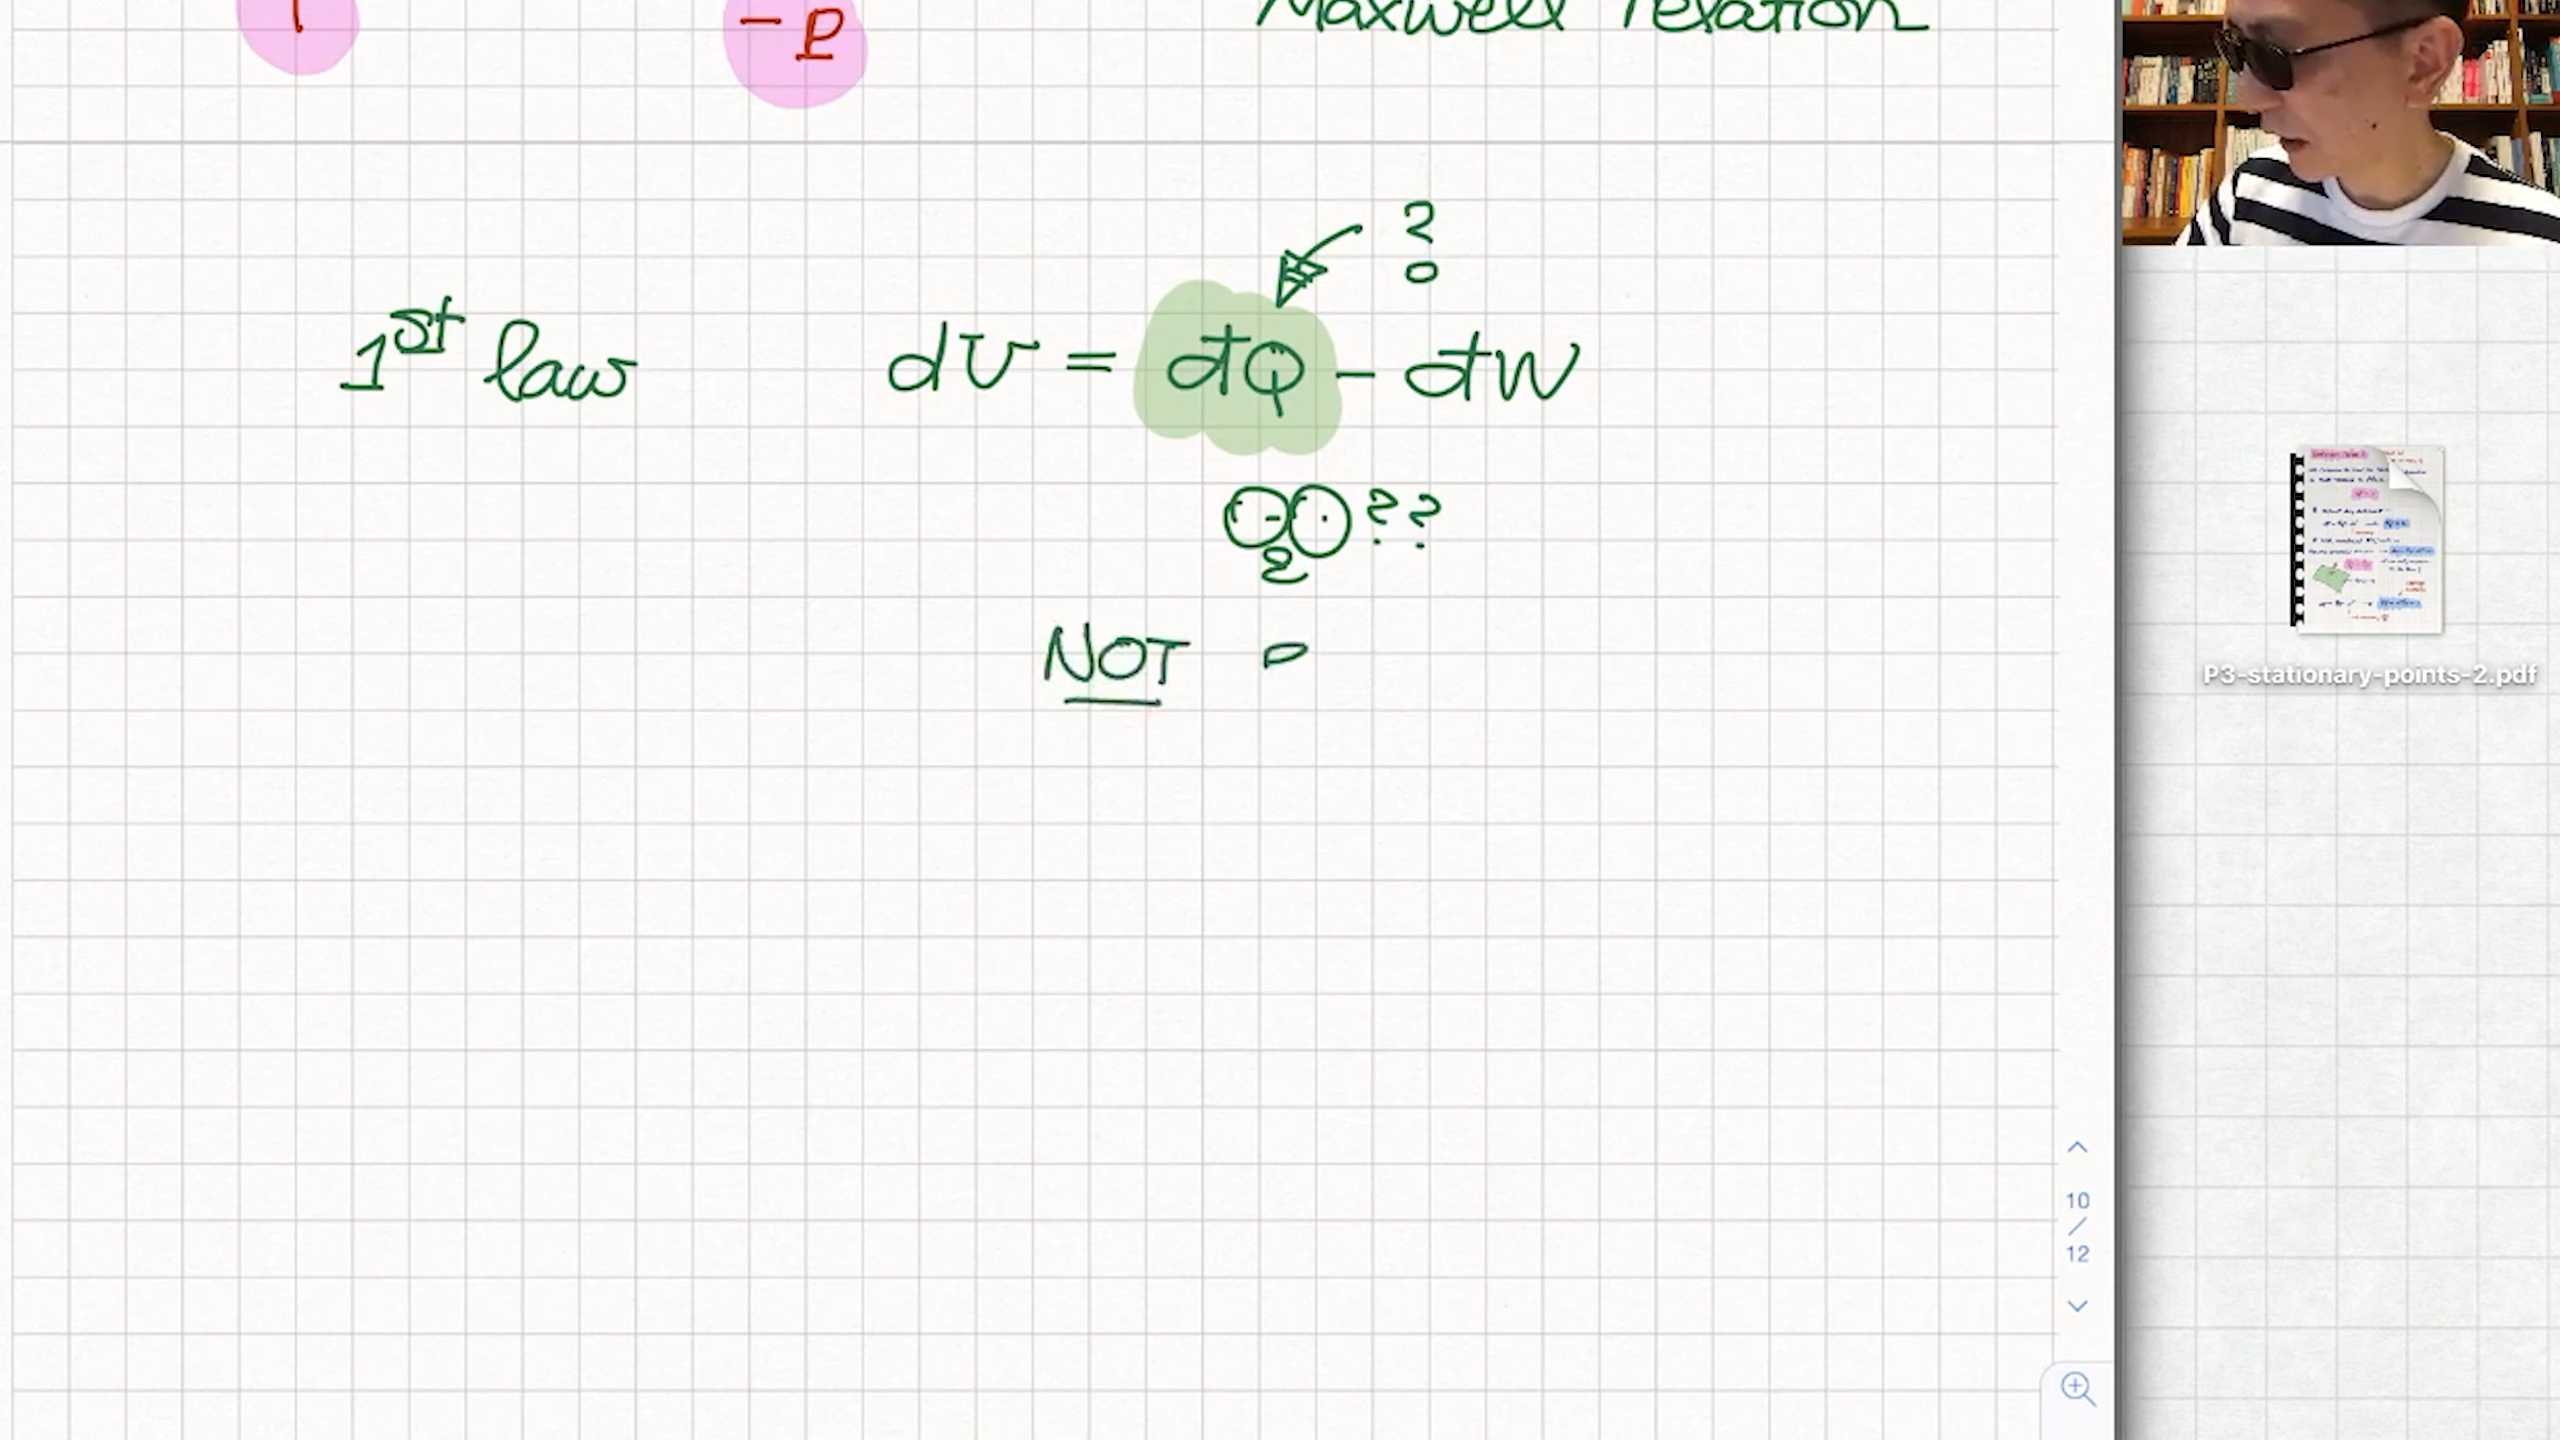 - P
Maxwell relation
?
1st law dU = đQ - đW
??
NOT
P3-stationary-points-2.pdf
10
/
12